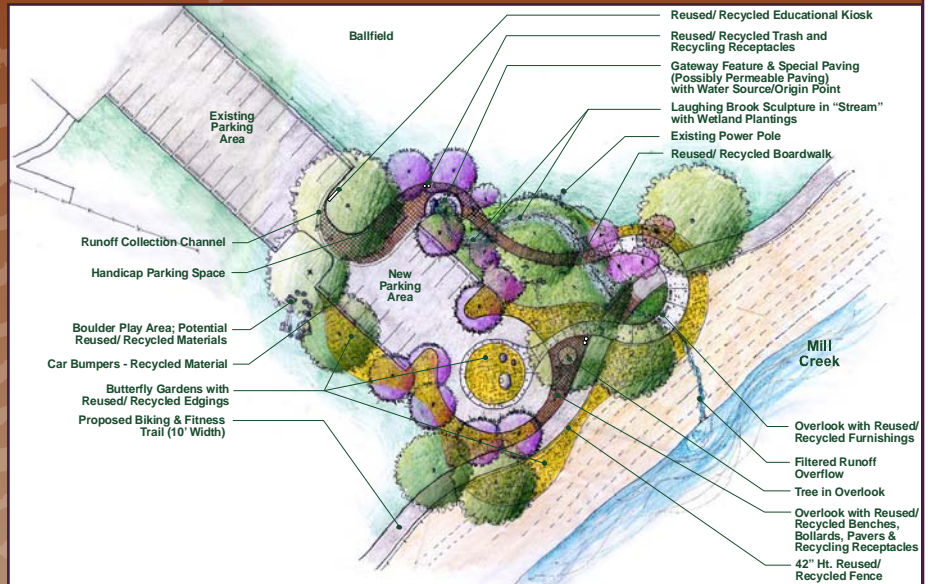 Ballfield
Reused/ Recycled Educational Kiosk
Reused/ Recycled Trash and
Recycling Receptacles
Gateway Feature & Special Paving
(Possibly Permeable Paving)
with Water Source/Origin Point
Laughing Brook Sculpture in “Stream”
with Wetland Plantings
Existing Power Pole
Reused/ Recycled Boardwalk
Existing
Parking
Area
Runoff Collection Channel
Handicap Parking Space
New
Parking
Area
Boulder Play Area; Potential
Reused/ Recycled Materials
Car Bumpers - Recycled Material
Butterfly Gardens with
Reused/ Recycled Edgings
Proposed Biking & Fitness
Trail (10' Width)
Mill
Creek
Overlook with Reused/
Recycled Furnishings
Filtered Runoff
Overflow
Tree in Overlook
Overlook with Reused/
Recycled Benches,
Bollards, Pavers &
Recycling Receptacles
42” Ht. Reused/
Recycled Fence